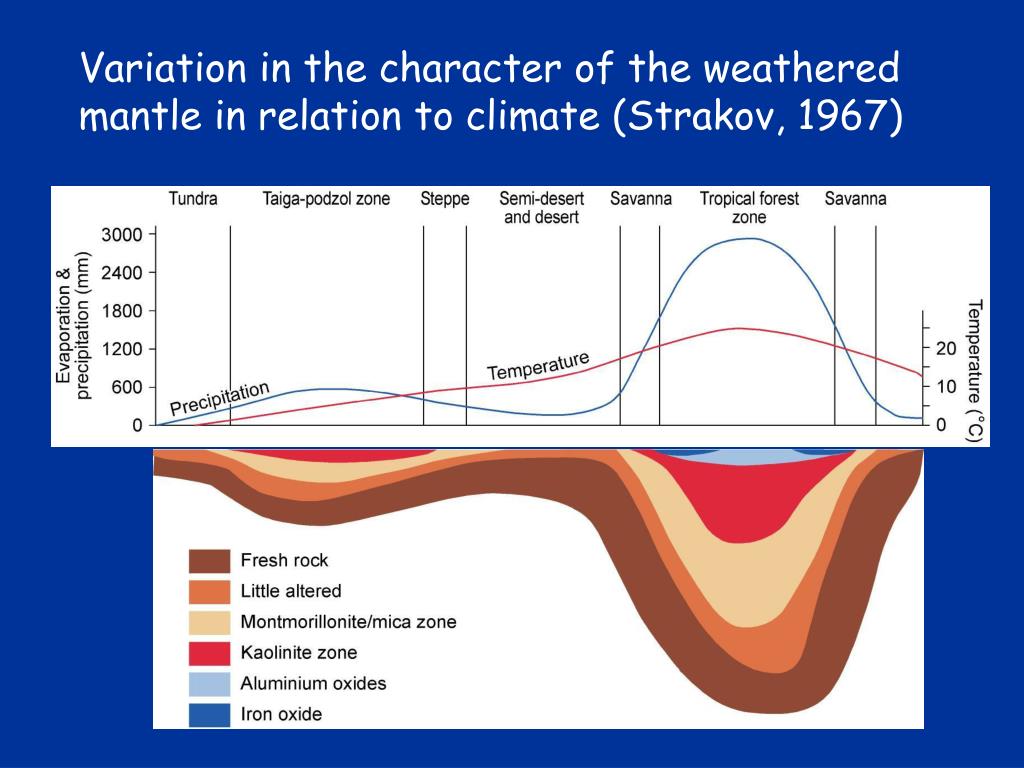 Variation in the character of the weathered
mantle in relation to climate (Strakov, 1967)
Tundra
Taiga-podzol zone
Steppe
Semi-desert
and desert
Savanna
Tropical forest
zone
Savanna
Evaporation &
precipitation (mm)
3000
2400
1800
1200
600
0
Precipitation
Temperature
20
10
0
Temperature (°C)
Fresh rock
Little altered
Montmorillonite/mica zone
Kaolinite zone
Aluminium oxides
Iron oxide